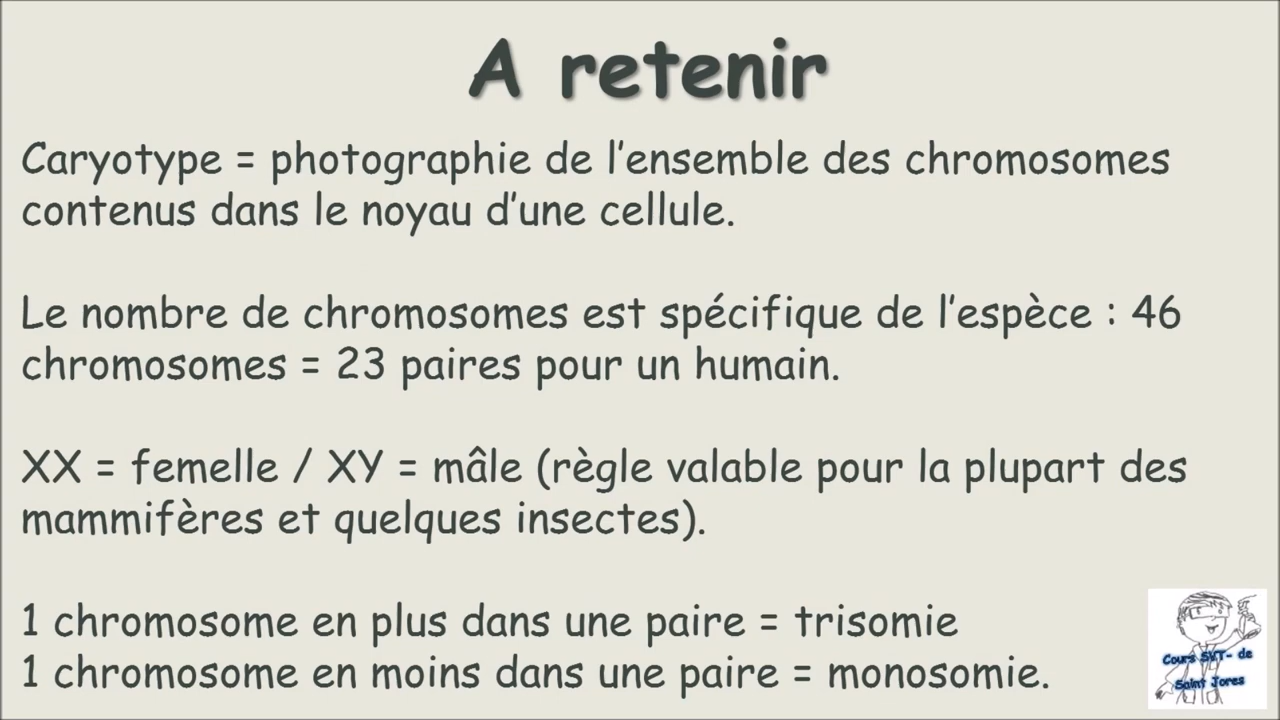 A retenir
Caryotype = photographie de l’ensemble des chromosomes
contenus dans le noyau d’une cellule.
Le nombre de chromosomes est spécifique de l’espèce : 46
chromosomes = 23 paires pour un humain.
XX = femelle / XY = mâle (règle valable pour la plupart des
mammifères et quelques insectes).
1 chromosome en plus dans une paire = trisomie
1 chromosome en moins dans une paire = monosomie.
Cours SVT- de
Saint Jores